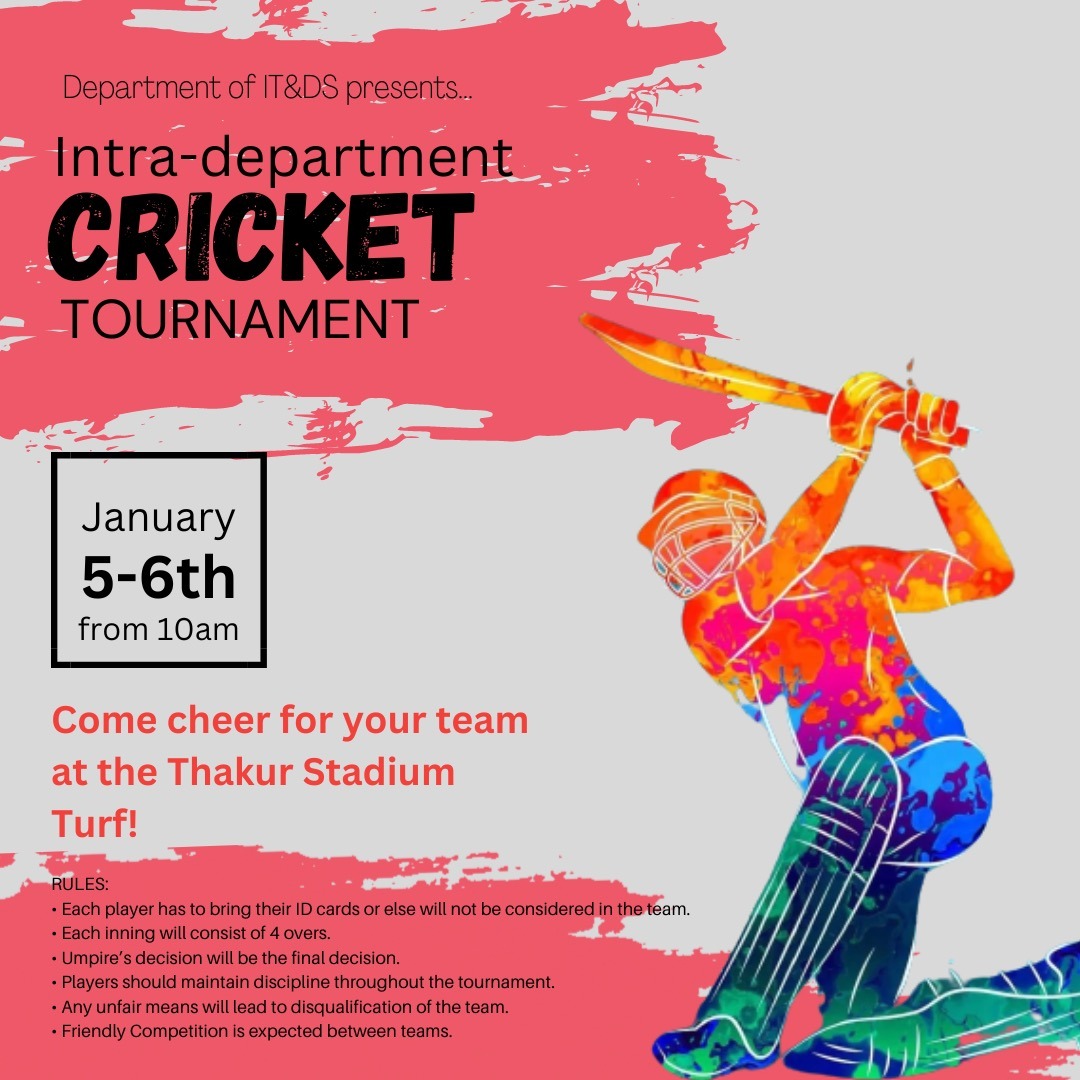 Department of IT&DS presents...
Intra-department
CRICKET
TOURNAMENT
January
5-6th
from 10am
Come cheer for your team
at the Thakur Stadium
Turf!
RULES:
• Each player has to bring their ID cards or else will not be considered in the team.
• Each inning will consist of 4 overs.
• Umpire’s decision will be the final decision.
• Players should maintain discipline throughout the tournament.
• Any unfair means will lead to disqualification of the team.
• Friendly Competition is expected between teams.